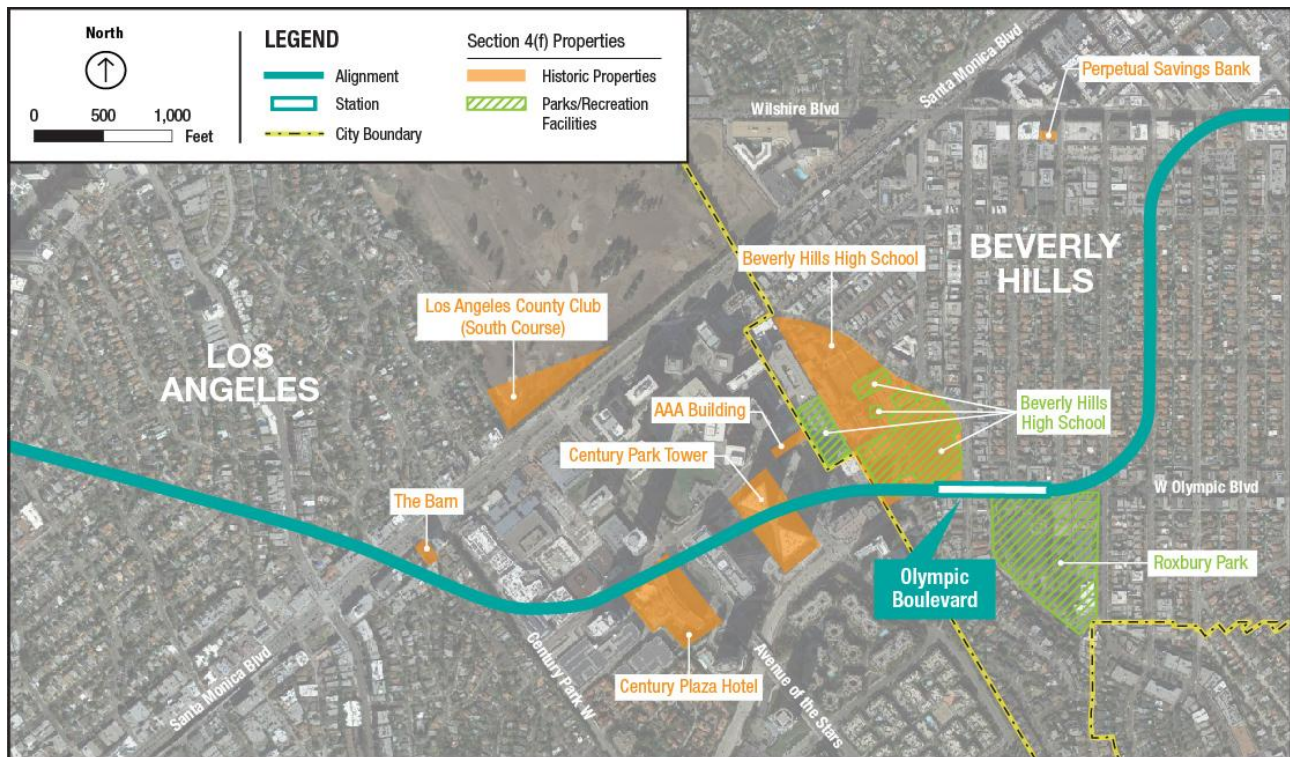 North
0 500 1,000
Feet
LEGEND
Alignment
Station
City Boundary
Section 4(f) Properties
Historic Properties
Parks/Recreation
Facilities
Santa Monica Blvd
Perpetual Savings Bank
Wilshire Blvd
BEVERLY
HILLS
Beverly Hills High School
Los Angeles County Club
(South Course)
LOS
ANGELES
AAA Building
Beverly Hills
High School
Century Park Tower
W Olympic Blvd
The Barn
Olympic
Boulevard
Roxbury Park
Century Park W
Santa Monica Blvd
Century Plaza Hotel
Avenue of the Stars